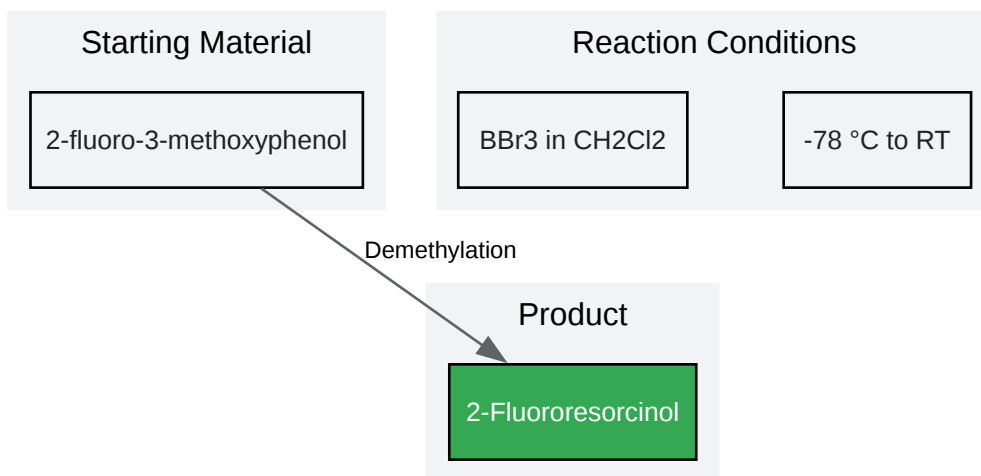 Starting Material
Reaction Conditions
2-fluoro-3-methoxyphenol
BBr3 in CH2Cl2
-78 °C to RT
Demethylation
Product
2-Fluororesorcinol